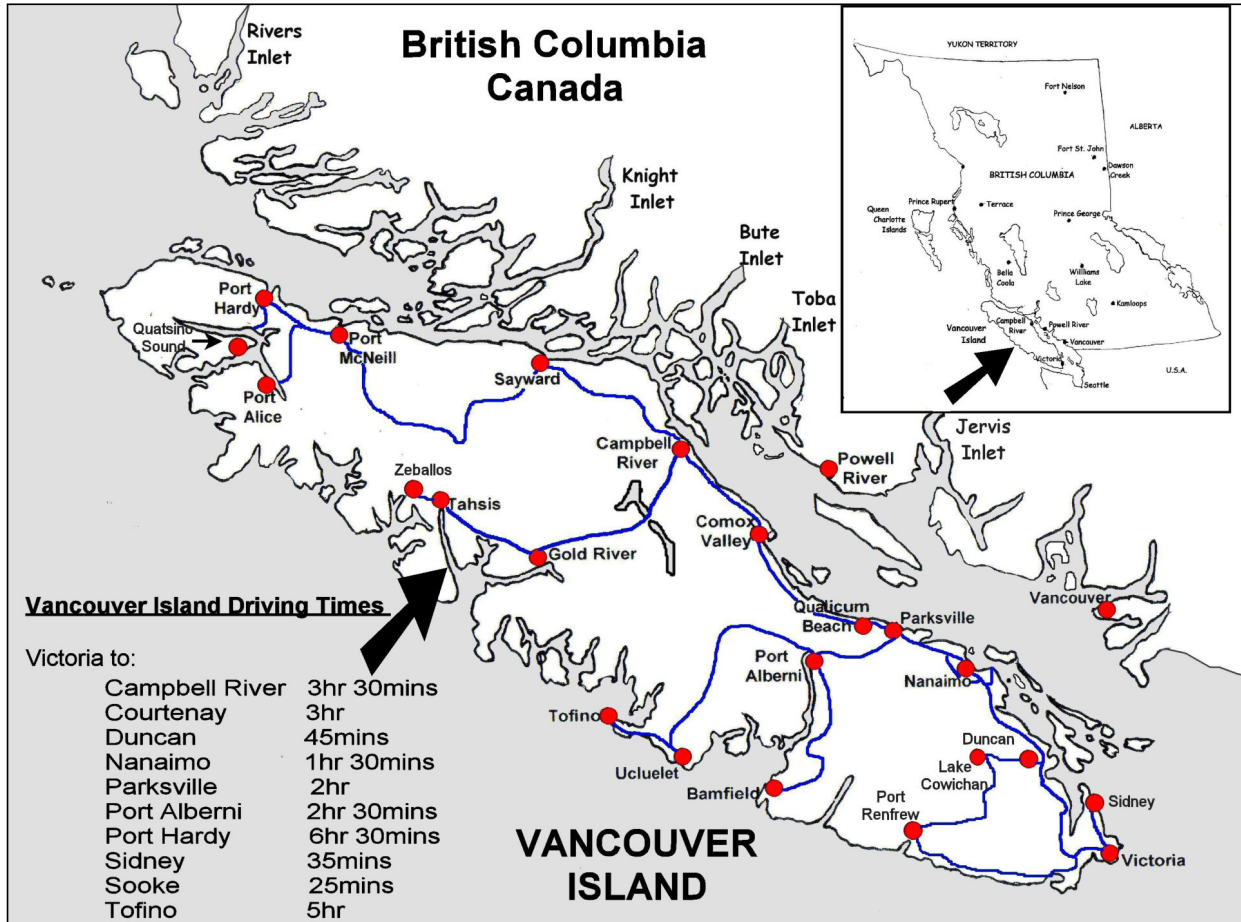 British Columbia
Canada
Rivers
Inlet
Knight
Inlet
Bute
Inlet
Toba
Inlet
Jervis
Inlet
YUKON TERRITORY
Fort Nelson
ALBERTA
Fort St. John
Dawson
Creek
BRITISH COLUMBIA
Prince Rupert
Terrace
Queen
Charlotte
Islands
Prince George
Bella
Coola
Williams
Lake
Kamloops
Campbell
River
Powell River
Vancouver
Island
Vancouver
Victoria
Seattle
U.S.A.
Port
Hardy
Quatsino
Sound
Port
McNeill
Port
Alice
Sayward
Campbell
River
Powell
River
Zeballos
Tahsis
Gold River
Comox
Valley
Qualicum
Beach
Parksville
Vancouver
Port
Alberni
Nanaimo
Tofino
Ucluelet
Bamfield
Duncan
Lake
Cowichan
Port
Renfrew
Sidney
Victoria
VANCOUVER
ISLAND
Vancouver Island Driving Times
Victoria to:
Campbell River 3hr 30mins
Courtenay 3hr
Duncan 45mins
Nanaimo 1hr 30mins
Parksville 2hr
Port Alberni 2hr 30mins
Port Hardy 6hr 30mins
Sidney 35mins
Sooke 25mins
Tofino 5hr